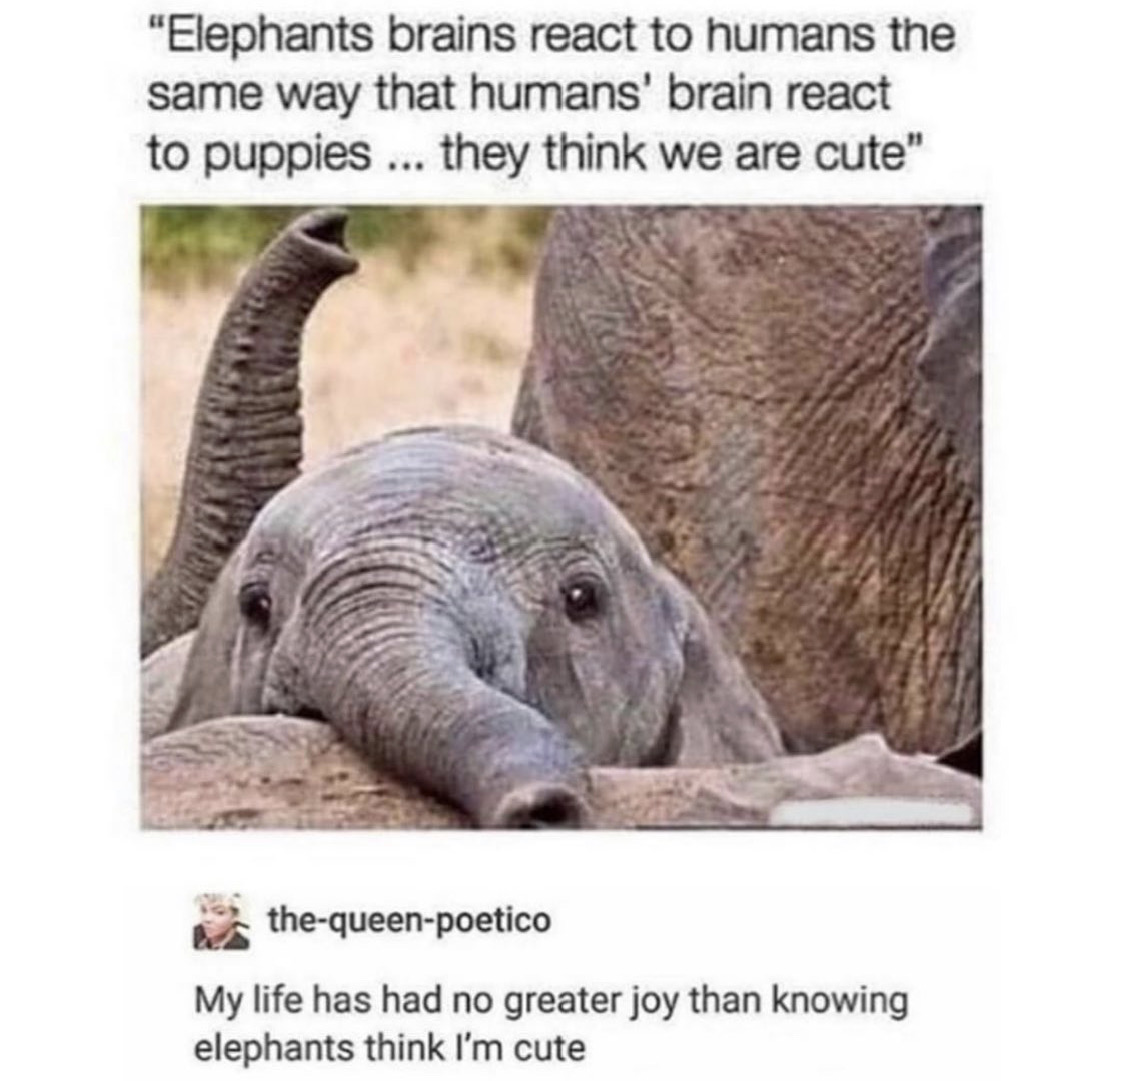 “Elephants brains react to humans the
same way that humans' brain react
to puppies ... they think we are cute”
the-queen-poetico
My life has had no greater joy than knowing
elephants think I'm cute